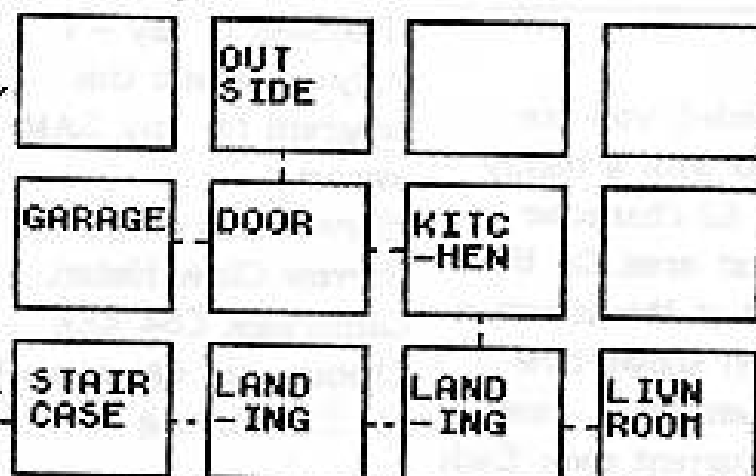 OUT
SIDE
GARAGE
DOOR
KITC
-HEN
STAIR
CASE
LAND
-ING
LAND
-ING
LIVN
ROOM